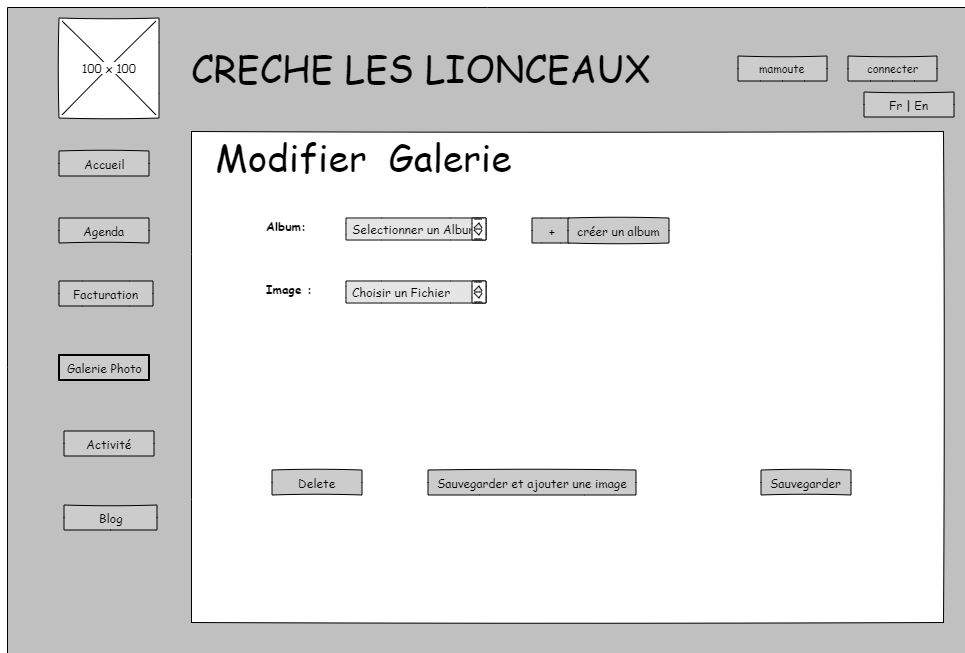 100 x 100
CRECHE LES LIONCEAUX
mamoute
connecter
Fr | En
Accueil
Agenda
Facturation
Galerie Photo
Activité
Blog
Modifier Galerie
Album:
Selectionner un Albu
+ créer un album
Image :
Choisir un Fichier
Delete
Sauvegarder et ajouter une image
Sauvegarder